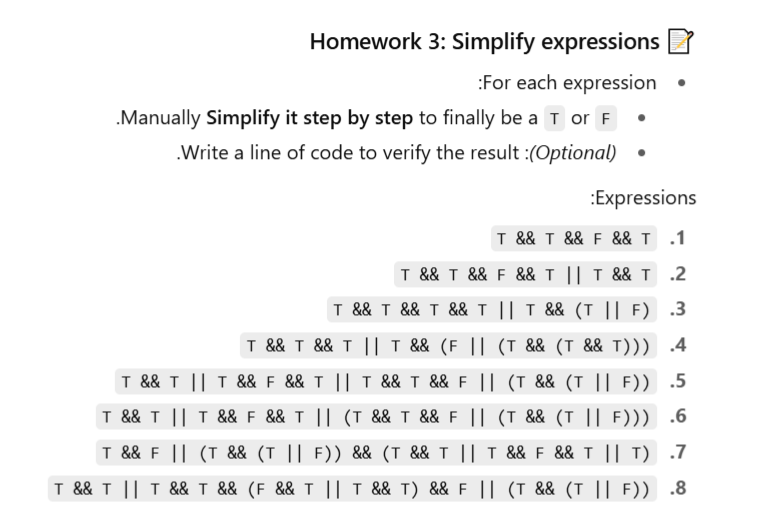 Homework 3: Simplify expressions 📝
• For each expression:
• Manually Simplify it step by step to finally be a T or F.
• (Optional): Write a line of code to verify the result.
Expressions:
1. T && T && F && T
2. T && T && F && T || T && T
3. T && T && T && T || T && (T || F)
4. T && T && T || T && (F || (T && (T && T)))
5. T && T || T && F && T || T && T && F || (T && (T || F))
6. T && T || T && F && T || (T && T && F || (T && (T || F)))
7. T && F || (T && (T || F)) && (T && T || T && F && T || T)
8. T && T || T && T && (F && T || T && T) && F || (T && (T || F))